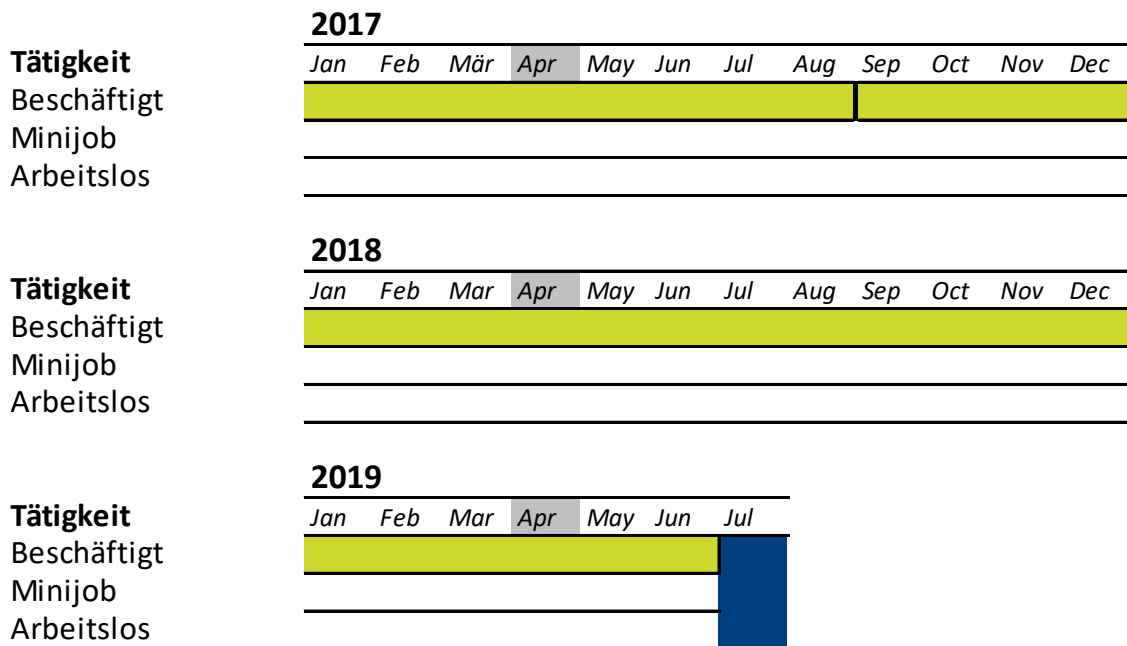 2017
Tätigkeit Jan Feb Mär Apr May Jun Jul Aug Sep Oct Nov Dec
Beschäftigt
Minijob
Arbeitslos
2018
Tätigkeit Jan Feb Mar Apr May Jun Jul Aug Sep Oct Nov Dec
Beschäftigt
Minijob
Arbeitslos
2019
Tätigkeit Jan Feb Mar Apr May Jun Jul
Beschäftigt
Minijob
Arbeitslos